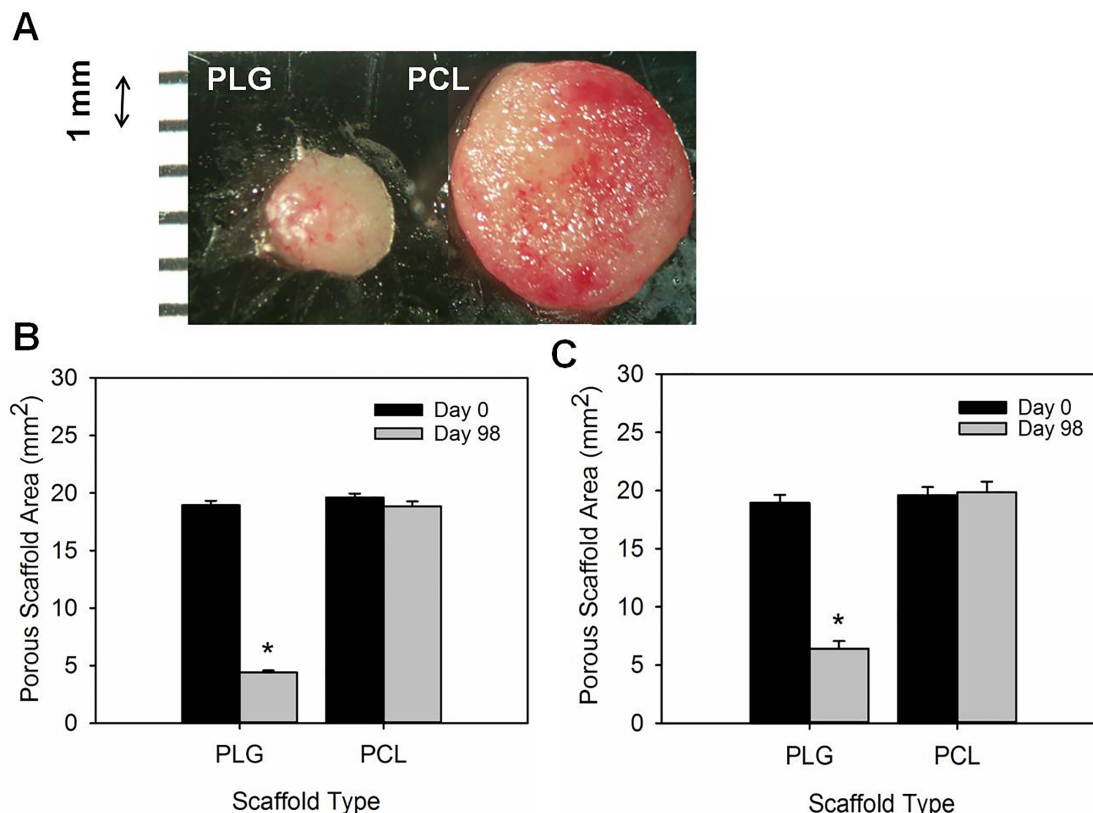 A
1 mm
PLG
PCL
B
Porous Scaffold Area (mm²)
30
25
20
15
10
5
0
Day 0
Day 98
*
PLG
PCL
Scaffold Type
C
Porous Scaffold Area (mm²)
30
25
20
15
10
5
0
Day 0
Day 98
*
PLG
PCL
Scaffold Type